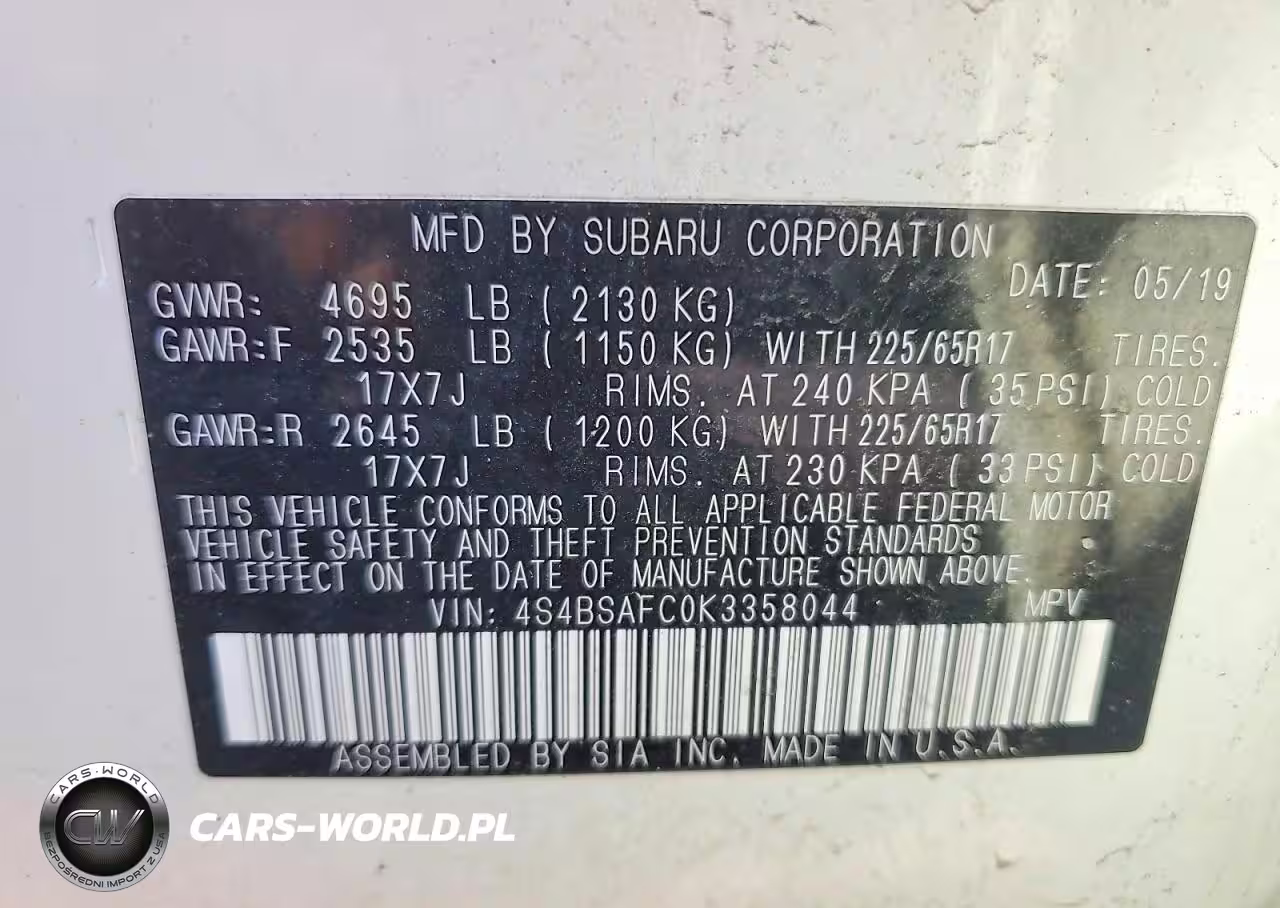 MFD BY SUBARU CORPORATION
DATE: 05/19
GVWR: 4695 LB ( 2130 KG)
GAWR:F 2535 LB ( 1150 KG) WITH 225/65R17 TIRES.
17X7J RIMS. AT 240 KPA ( 35 PSI) COLD
GAWR:R 2645 LB ( 1200 KG) WITH 225/65R17 TIRES.
17X7J RIMS. AT 230 KPA ( 33 PSI) COLD
THIS VEHICLE CONFORMS TO ALL APPLICABLE FEDERAL MOTOR
VEHICLE SAFETY AND THEFT PREVENTION STANDARDS
IN EFFECT ON THE DATE OF MANUFACTURE SHOWN ABOVE.
VIN: 4S4BSAFC0K3358044 MPV
ASSEMBLED BY SIA INC. MADE IN U.S.A.
CARS-WORLD
CW
BEZPOŚREDNI IMPORT Z USA
CARS-WORLD.PL